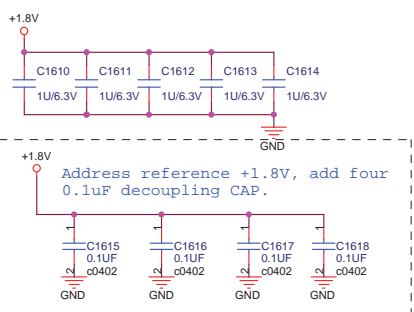 +1.8V
C1610 C1611 C1612 C1613 C1614
1U/6.3V 1U/6.3V 1U/6.3V 1U/6.3V 1U/6.3V
GND
+1.8V
Address reference +1.8V, add four
0.1uF decoupling CAP.
1 1 1 1
C1615 C1616 C1617 C1618
0.1UF 0.1UF 0.1UF 0.1UF
2 c0402 2 c0402 2 c0402 2 c0402
GND GND GND GND